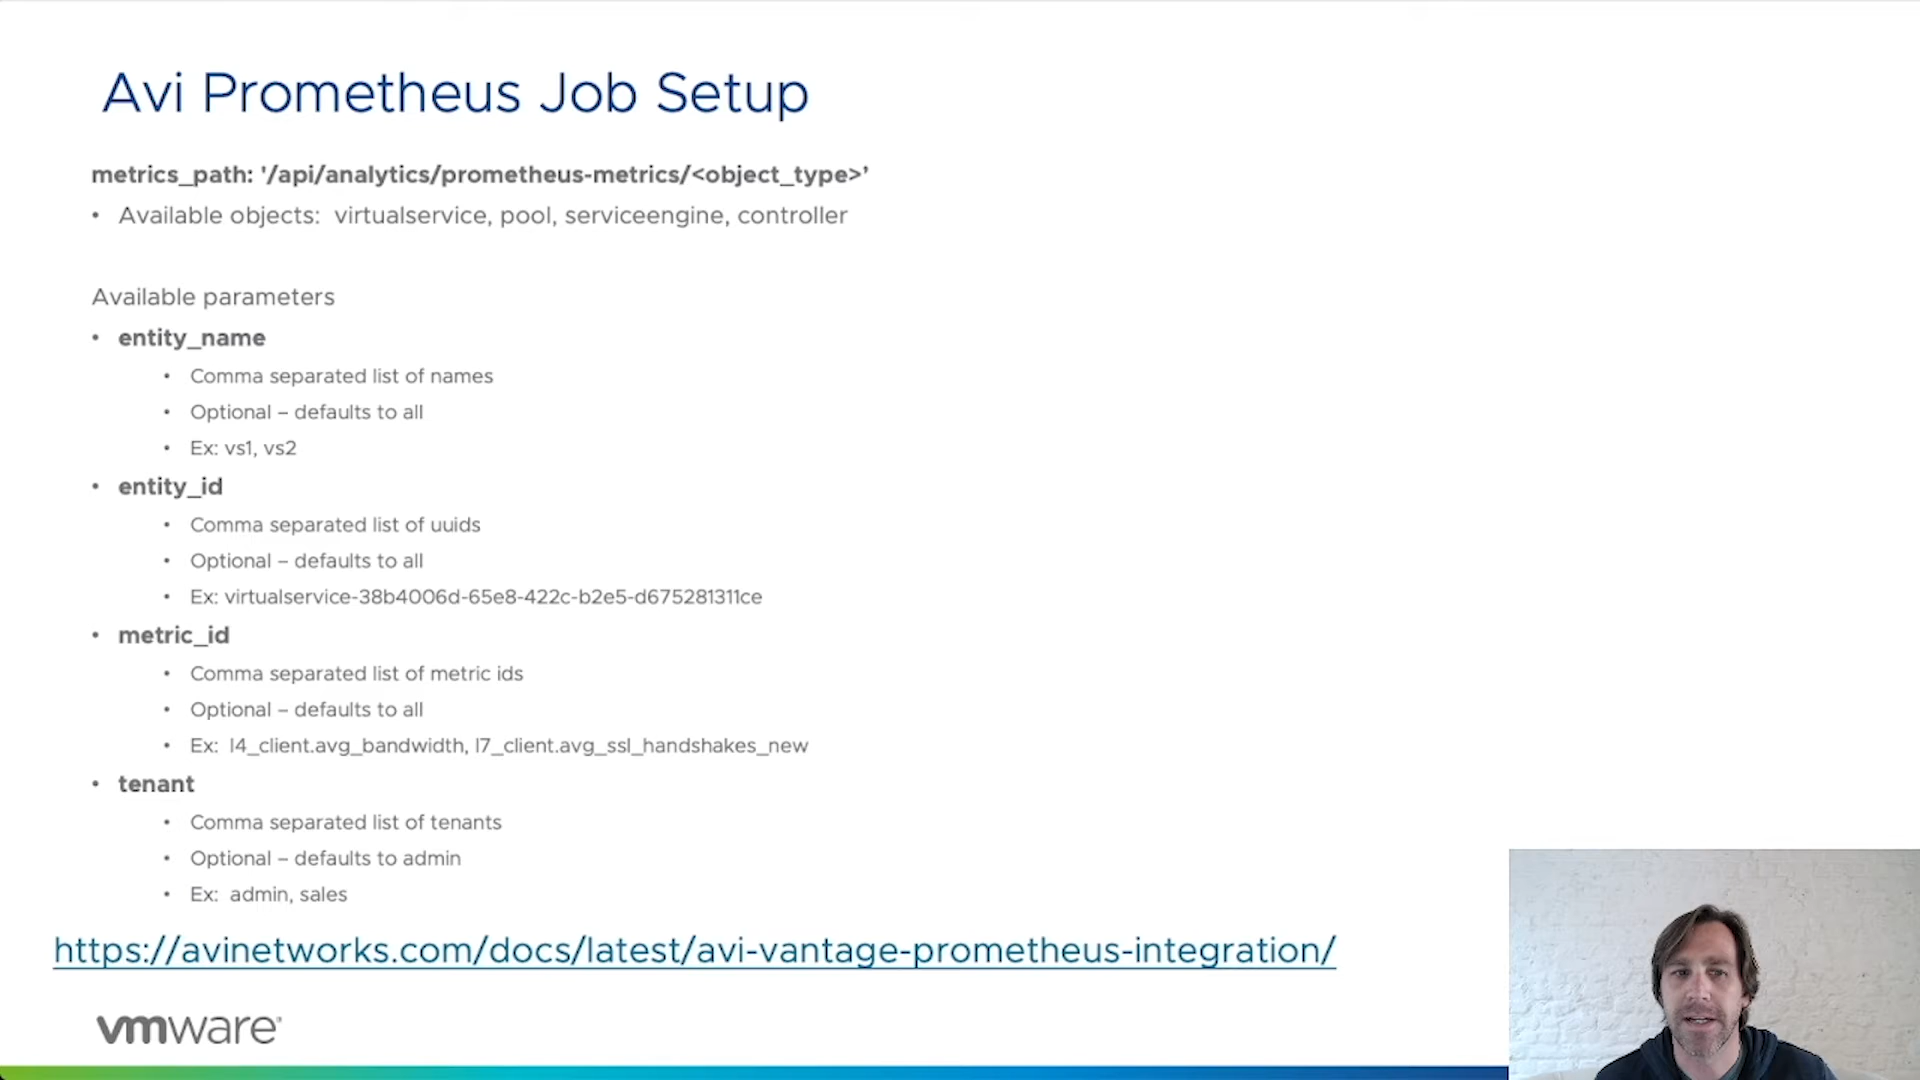 Avi Prometheus Job Setup
metrics_path: '/api/analytics/prometheus-metrics/<object_type>’
• Available objects: virtualservice, pool, serviceengine, controller
Available parameters
• entity_name
• Comma separated list of names
• Optional – defaults to all
• Ex: vs1, vs2
• entity_id
• Comma separated list of uuids
• Optional – defaults to all
• Ex: virtualservice-38b4006d-65e8-422c-b2e5-d675281311ce
• metric_id
• Comma separated list of metric ids
• Optional – defaults to all
• Ex: l4_client.avg_bandwidth, l7_client.avg_ssl_handshakes_new
• tenant
• Comma separated list of tenants
• Optional – defaults to admin
• Ex: admin, sales
https://avinetworks.com/docs/latest/avi-vantage-prometheus-integration/
vmware®